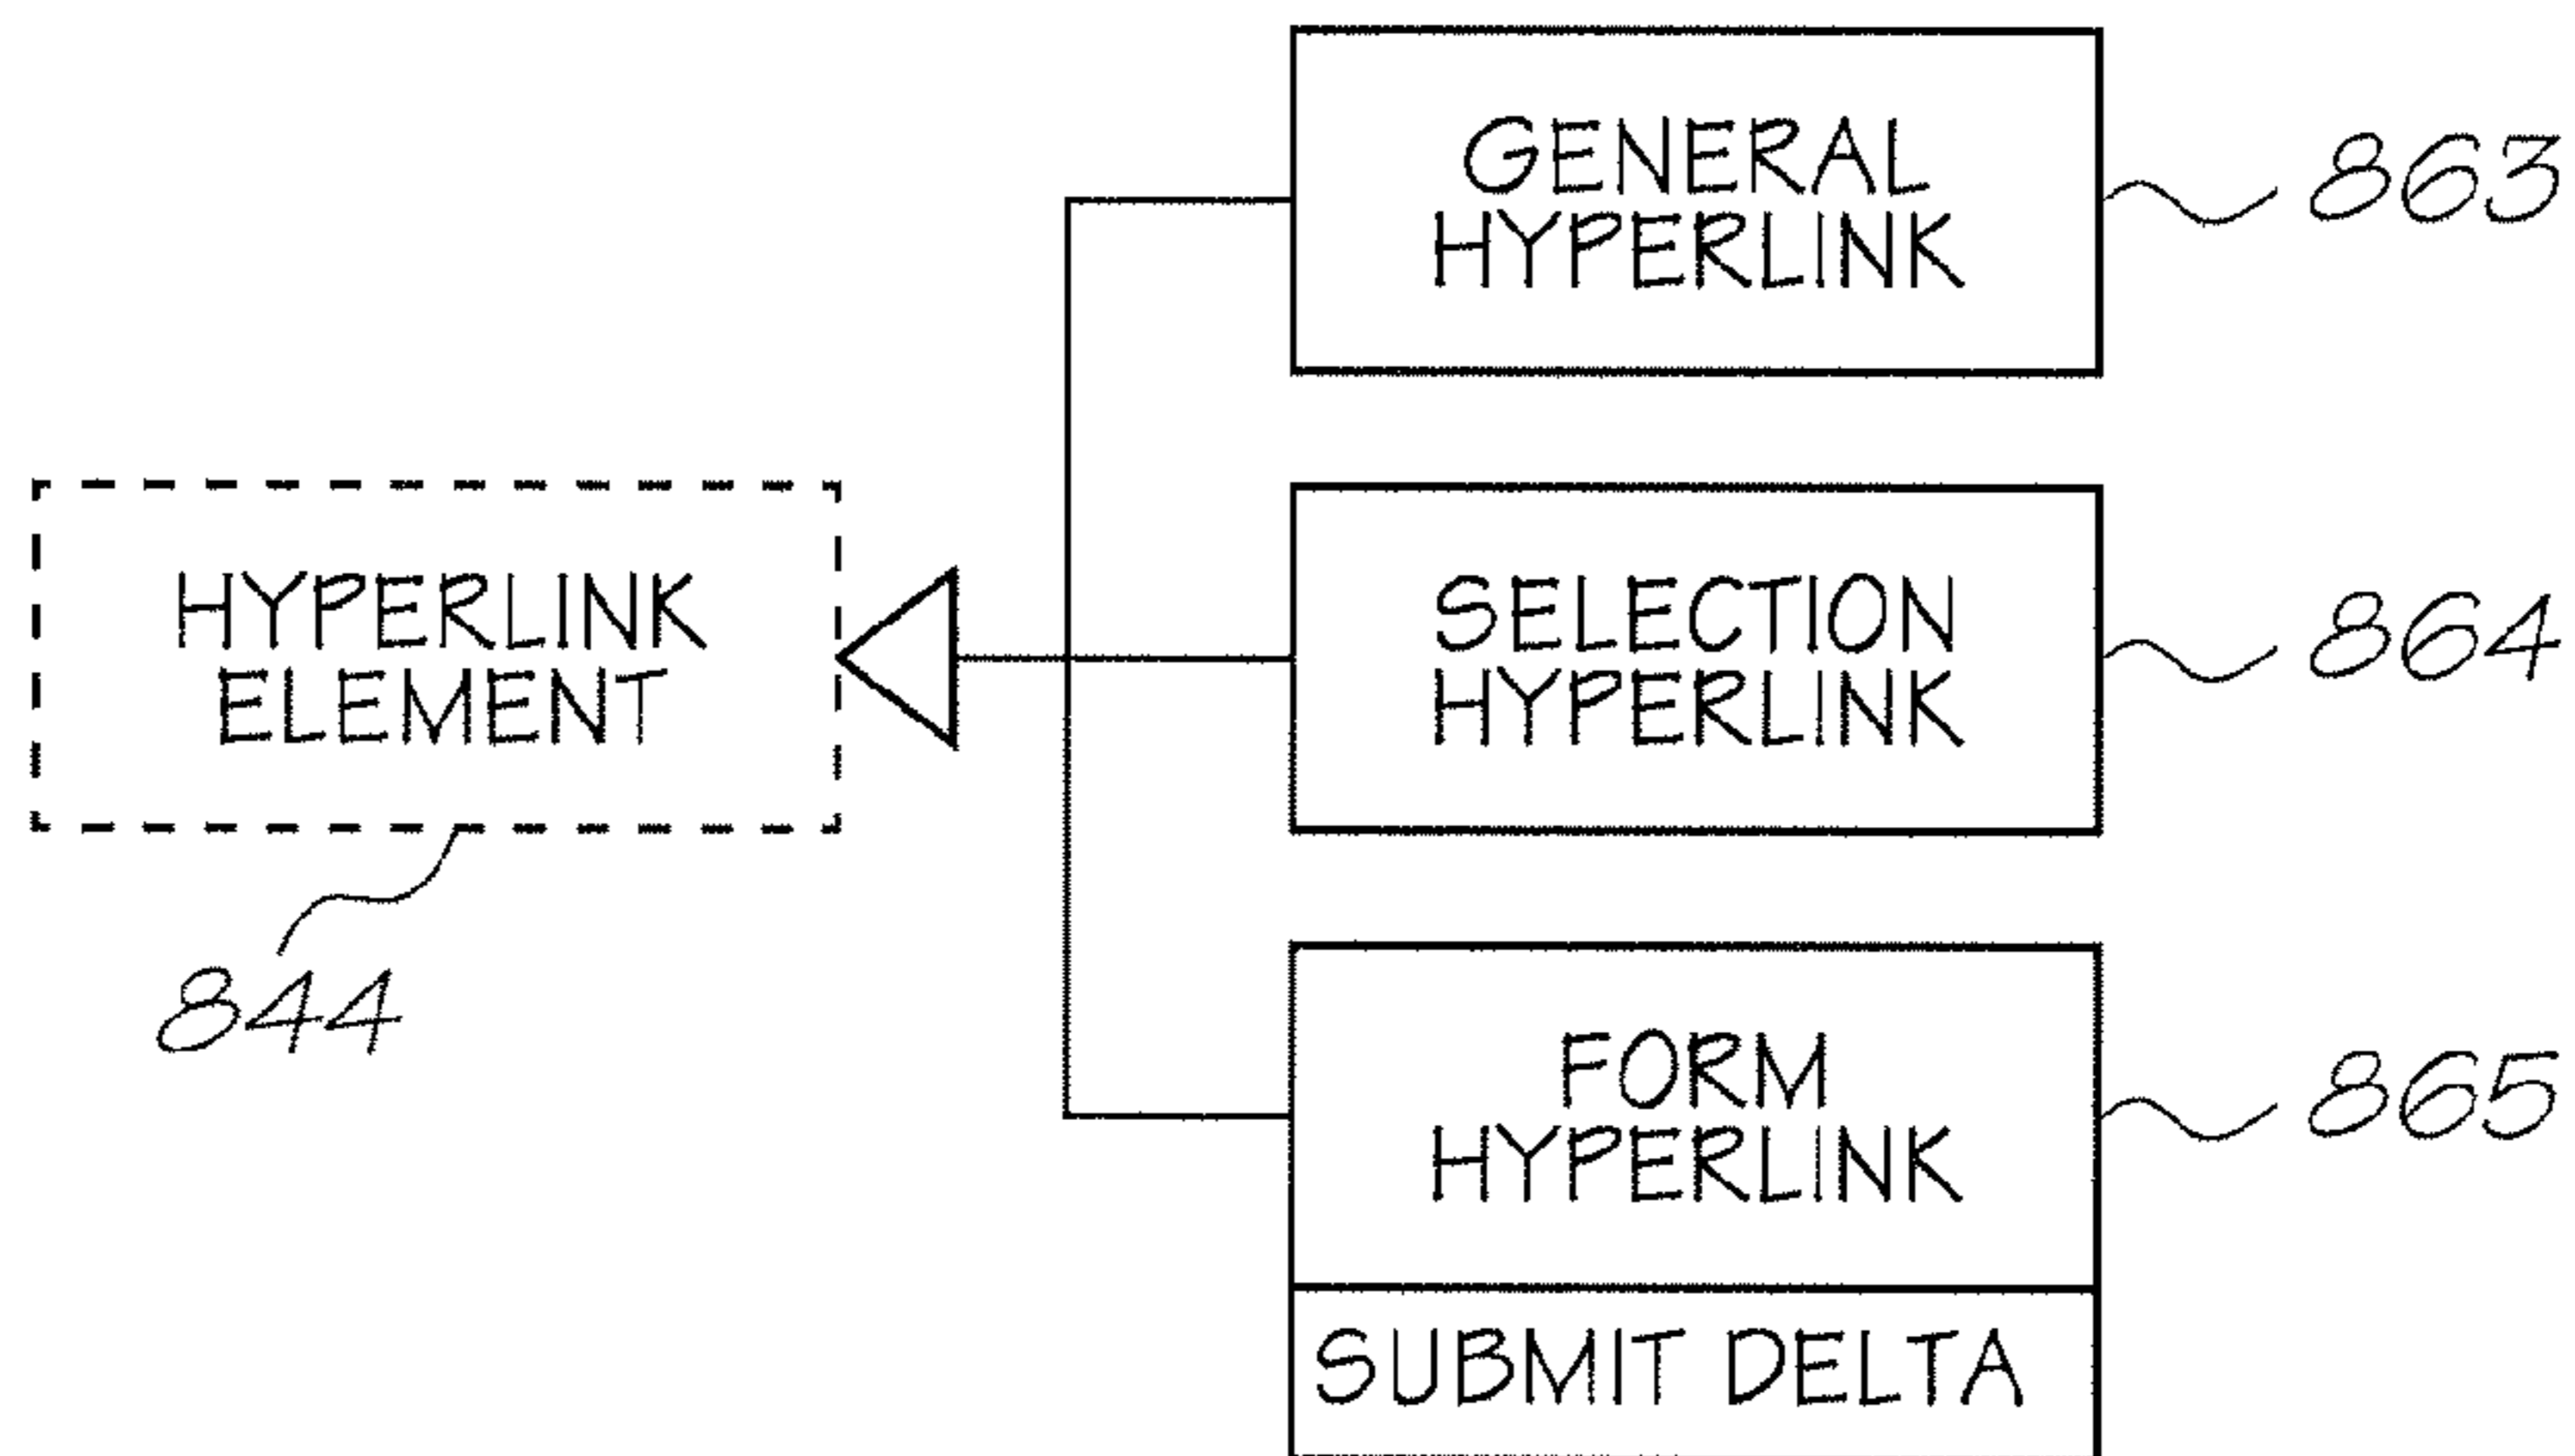 GENERAL
HYPERLINK
863
HYPERLINK
ELEMENT
844
SELECTION
HYPERLINK
864
FORM
HYPERLINK
865
SUBMIT DELTA